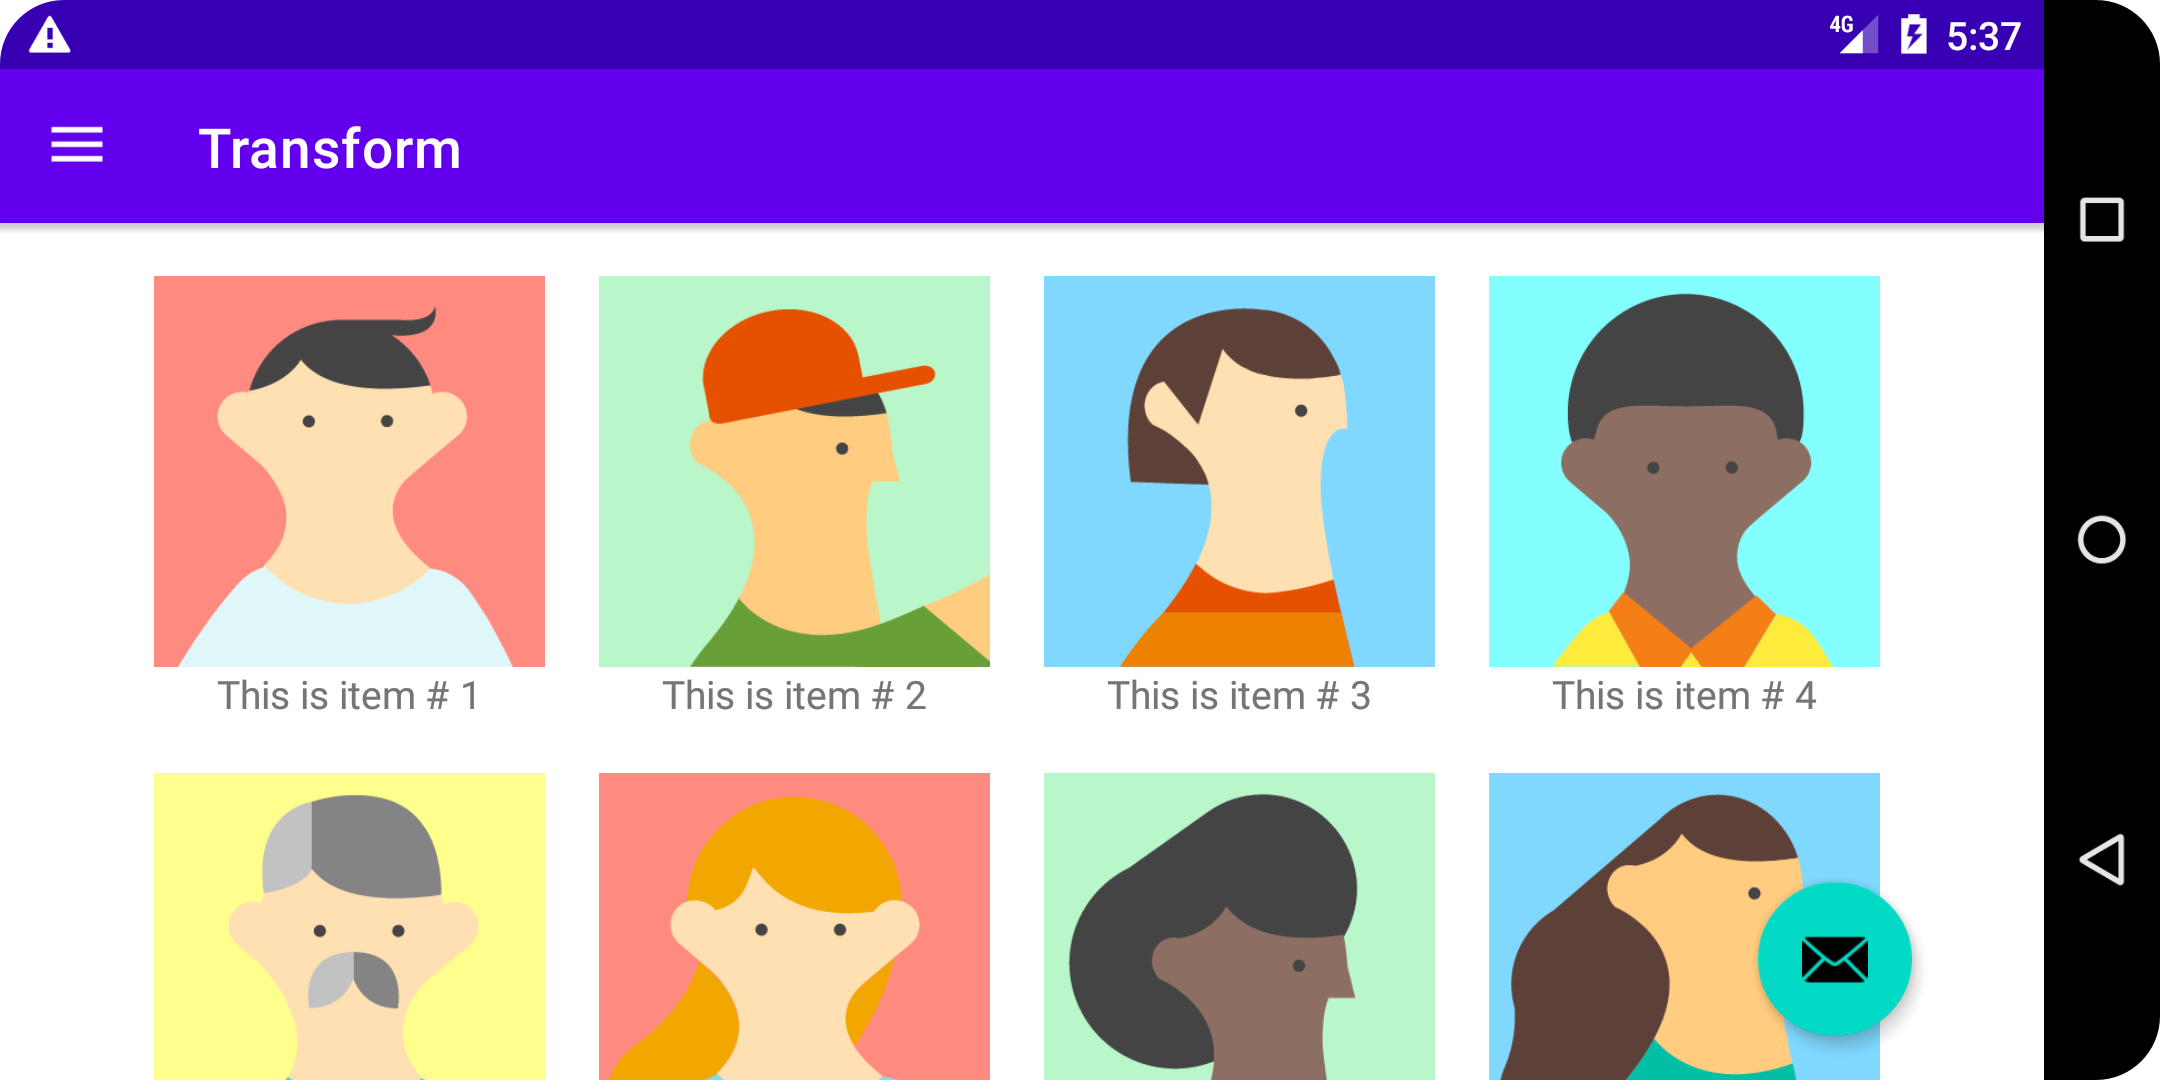 4G 5:37
Transform
This is item # 1
This is item # 2
This is item # 3
This is item # 4